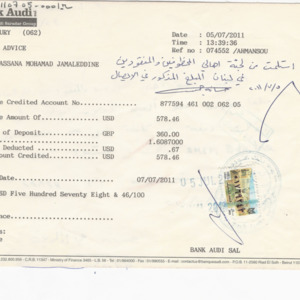 nk Audi
URY (062)
Date : 05/07/2011
Time : 13:39:36
Ref no : 074552 /AHMANSOU
ADVICE
ASSANA MOHAMAD JAMALEDDINE
استلمت من لجنة اهالي المخطوفين والمفقودين
في لبنان المبلغ المذكور في الايصال
s Credited Account No : 877594 461 002 062 05
e Amount Of : USD 578.46
of Deposit : GBP 360.00
: 1.6087000
Deducted : USD .67
ount Credited : USD 578.46
ate : 07/07/2011
SD Five Hundred Seventy Eight & 46/100
BANK AUDI SAL